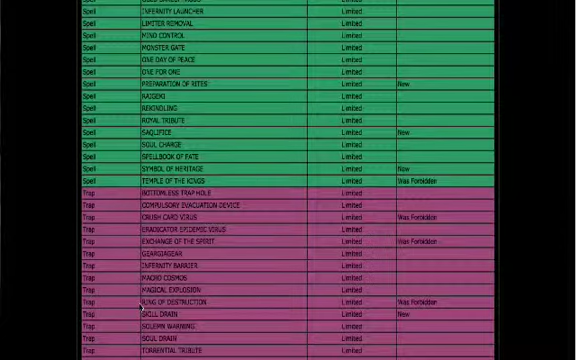 Spell INFERNITY LAUNCHER Limited
Spell LIMITER REMOVAL Limited
Spell MIND CONTROL Limited
Spell MONSTER GATE Limited
Spell ONE DAY OF PEACE Limited
Spell ONE FOR ONE Limited
Spell PREPARATION OF RITES Limited New
Spell RAIGEKI Limited
Spell REKINDLING Limited
Spell ROYAL TRIBUTE Limited
Spell SAQLIFICE Limited New
Spell SOUL CHARGE Limited
Spell SPELLBOOK OF FATE Limited
Spell SYMBOL OF HERITAGE Limited New
Spell TEMPLE OF THE KINGS Limited Was Forbidden
Trap BOTTOMLESS TRAP HOLE Limited
Trap COMPULSORY EVACUATION DEVICE Limited
Trap CRUSH CARD VIRUS Limited Was Forbidden
Trap ERADICATOR EPIDEMIC VIRUS Limited
Trap EXCHANGE OF THE SPIRIT Limited Was Forbidden
Trap GEARGIAGEAR Limited
Trap INFERNITY BARRIER Limited
Trap MACRO COSMOS Limited
Trap MAGICAL EXPLOSION Limited
Trap RING OF DESTRUCTION Limited Was Forbidden
Trap SKILL DRAIN Limited New
Trap SOLEMN WARNING Limited
Trap SOUL DRAIN Limited
Trap TORRENTIAL TRIBUTE Limited